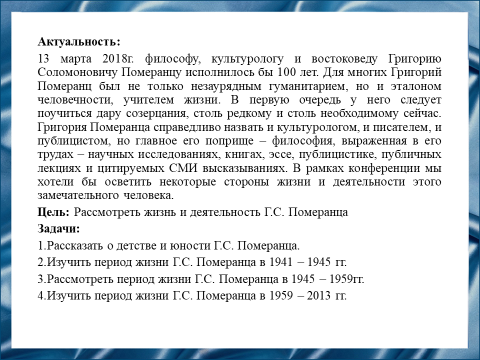 Актуальность:
13 марта 2018г. философу, культурологу и востоковеду Григорию
Соломоновичу Померанцу исполнилось бы 100 лет. Для многих Григорий
Померанц был не только незаурядным гуманитарием, но и эталоном
человечности, учителем жизни. В первую очередь у него следует
поучиться дару созерцания, столь редкому и столь необходимому сейчас.
Григория Померанца справедливо назвать и культурологом, и писателем, и
публицистом, но главное его поприще – философия, выраженная в его
трудах – научных исследованиях, книгах, эссе, публицистике, публичных
лекциях и цитируемых СМИ высказываниях. В рамках конференции мы
хотели бы осветить некоторые стороны жизни и деятельности этого
замечательного человека.
Цель: Рассмотреть жизнь и деятельность Г.С. Померанца
Задачи:
1.Рассказать о детстве и юности Г.С. Померанца.
2.Изучить период жизни Г.С. Померанца в 1941 – 1945 гг.
3.Рассмотреть период жизни Г.С. Померанца в 1945 – 1959гг.
4.Изучить период жизни Г.С. Померанца в 1959 – 2013 гг.